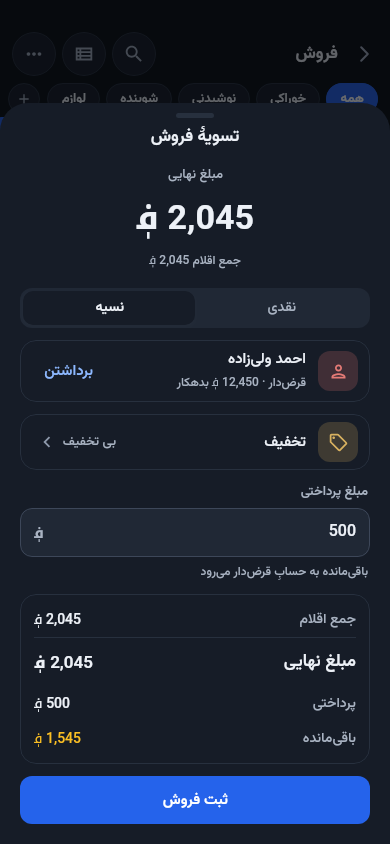 فروش
همه
خوراکی
نوشیدنی
شوینده
لوازم
تسویهٔ فروش
مبلغ نهایی
2,045 ؋
جمع اقلام 2,045 ؋
نقدی
نسیه
احمد ولی‌زاده
قرض‌دار · 12,450 ؋ بدهکار
برداشتن
تخفیف
بی تخفیف
مبلغ پرداختی
500
؋
باقی‌مانده به حسابِ قرض‌دار می‌رود
جمع اقلام 2,045 ؋
مبلغ نهایی 2,045 ؋
پرداختی 500 ؋
باقی‌مانده 1,545 ؋
ثبت فروش